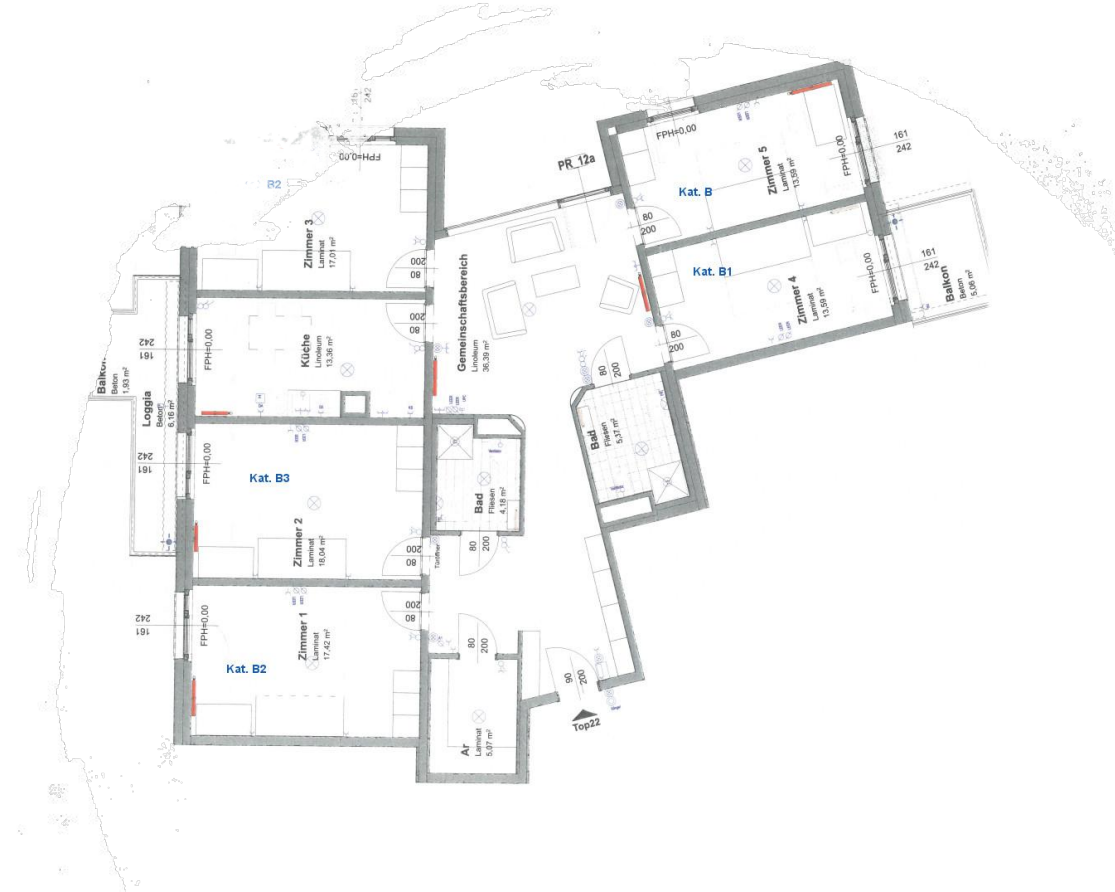 116
242
FPH=0,00
B2
Zimmer 3
Laminat
17,01 m²
200
80
PR_12a
FPH=0,00
Kat. B
Zimmer 5
Laminat
13,59 m²
FPH=0,00
161
242
80
200
Kat. B1
Zimmer 4
Laminat
13,59 m²
FPH=0,00
161
242
Balkon
Beton
5,06 m²
80
200
Gemeinschaftsbereich
Linoleum
36,39 m²
Küche
Linoleum
13,36 m²
200
80
FPH=0,00
242
161
Balkon
Beton
1,93 m²
Loggia
Beton
6,16 m²
80
200
Bad
Fliesen
5,37 m²
242
161
FPH=0,00
Kat. B3
Zimmer 2
Laminat
18,04 m²
200
80
Bad
Fliesen
4,18 m²
80
200
Türöffner
242
161
FPH=0,00
Kat. B2
Zimmer 1
Laminat
17,42 m²
200
80
80
200
Ar
Laminat
5,07 m²
90
200
Top22